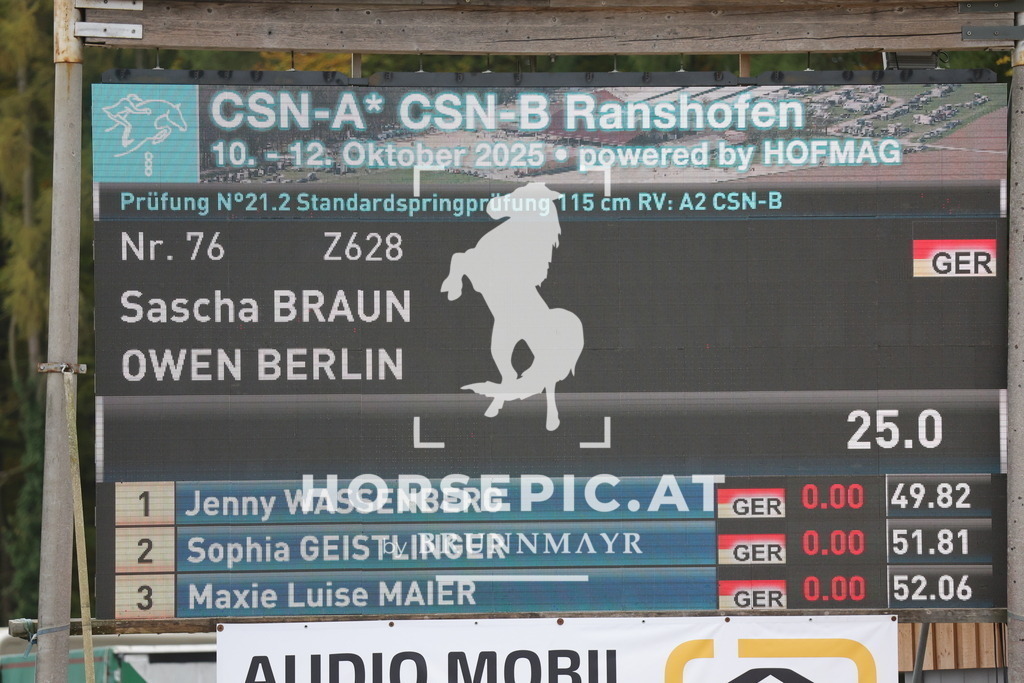 CSN-A* CSN-B Ranshofen
10. - 12. Oktober 2025 • powered by HOFMAG
Prüfung N°21.2 Standardspringprüfung 115 cm RV: A2 CSN-B
Nr. 76 Z628
GER
Sascha BRAUN
OWEN BERLIN
25.0
HORSEPIC.AT
1 Jenny WASSENBERG GER 0.00 49.82
by BRUNNMAYR
2 Sophia GEISTLINGER GER 0.00 51.81
3 Maxie Luise MAIER GER 0.00 52.06
AUDIO MOBIL